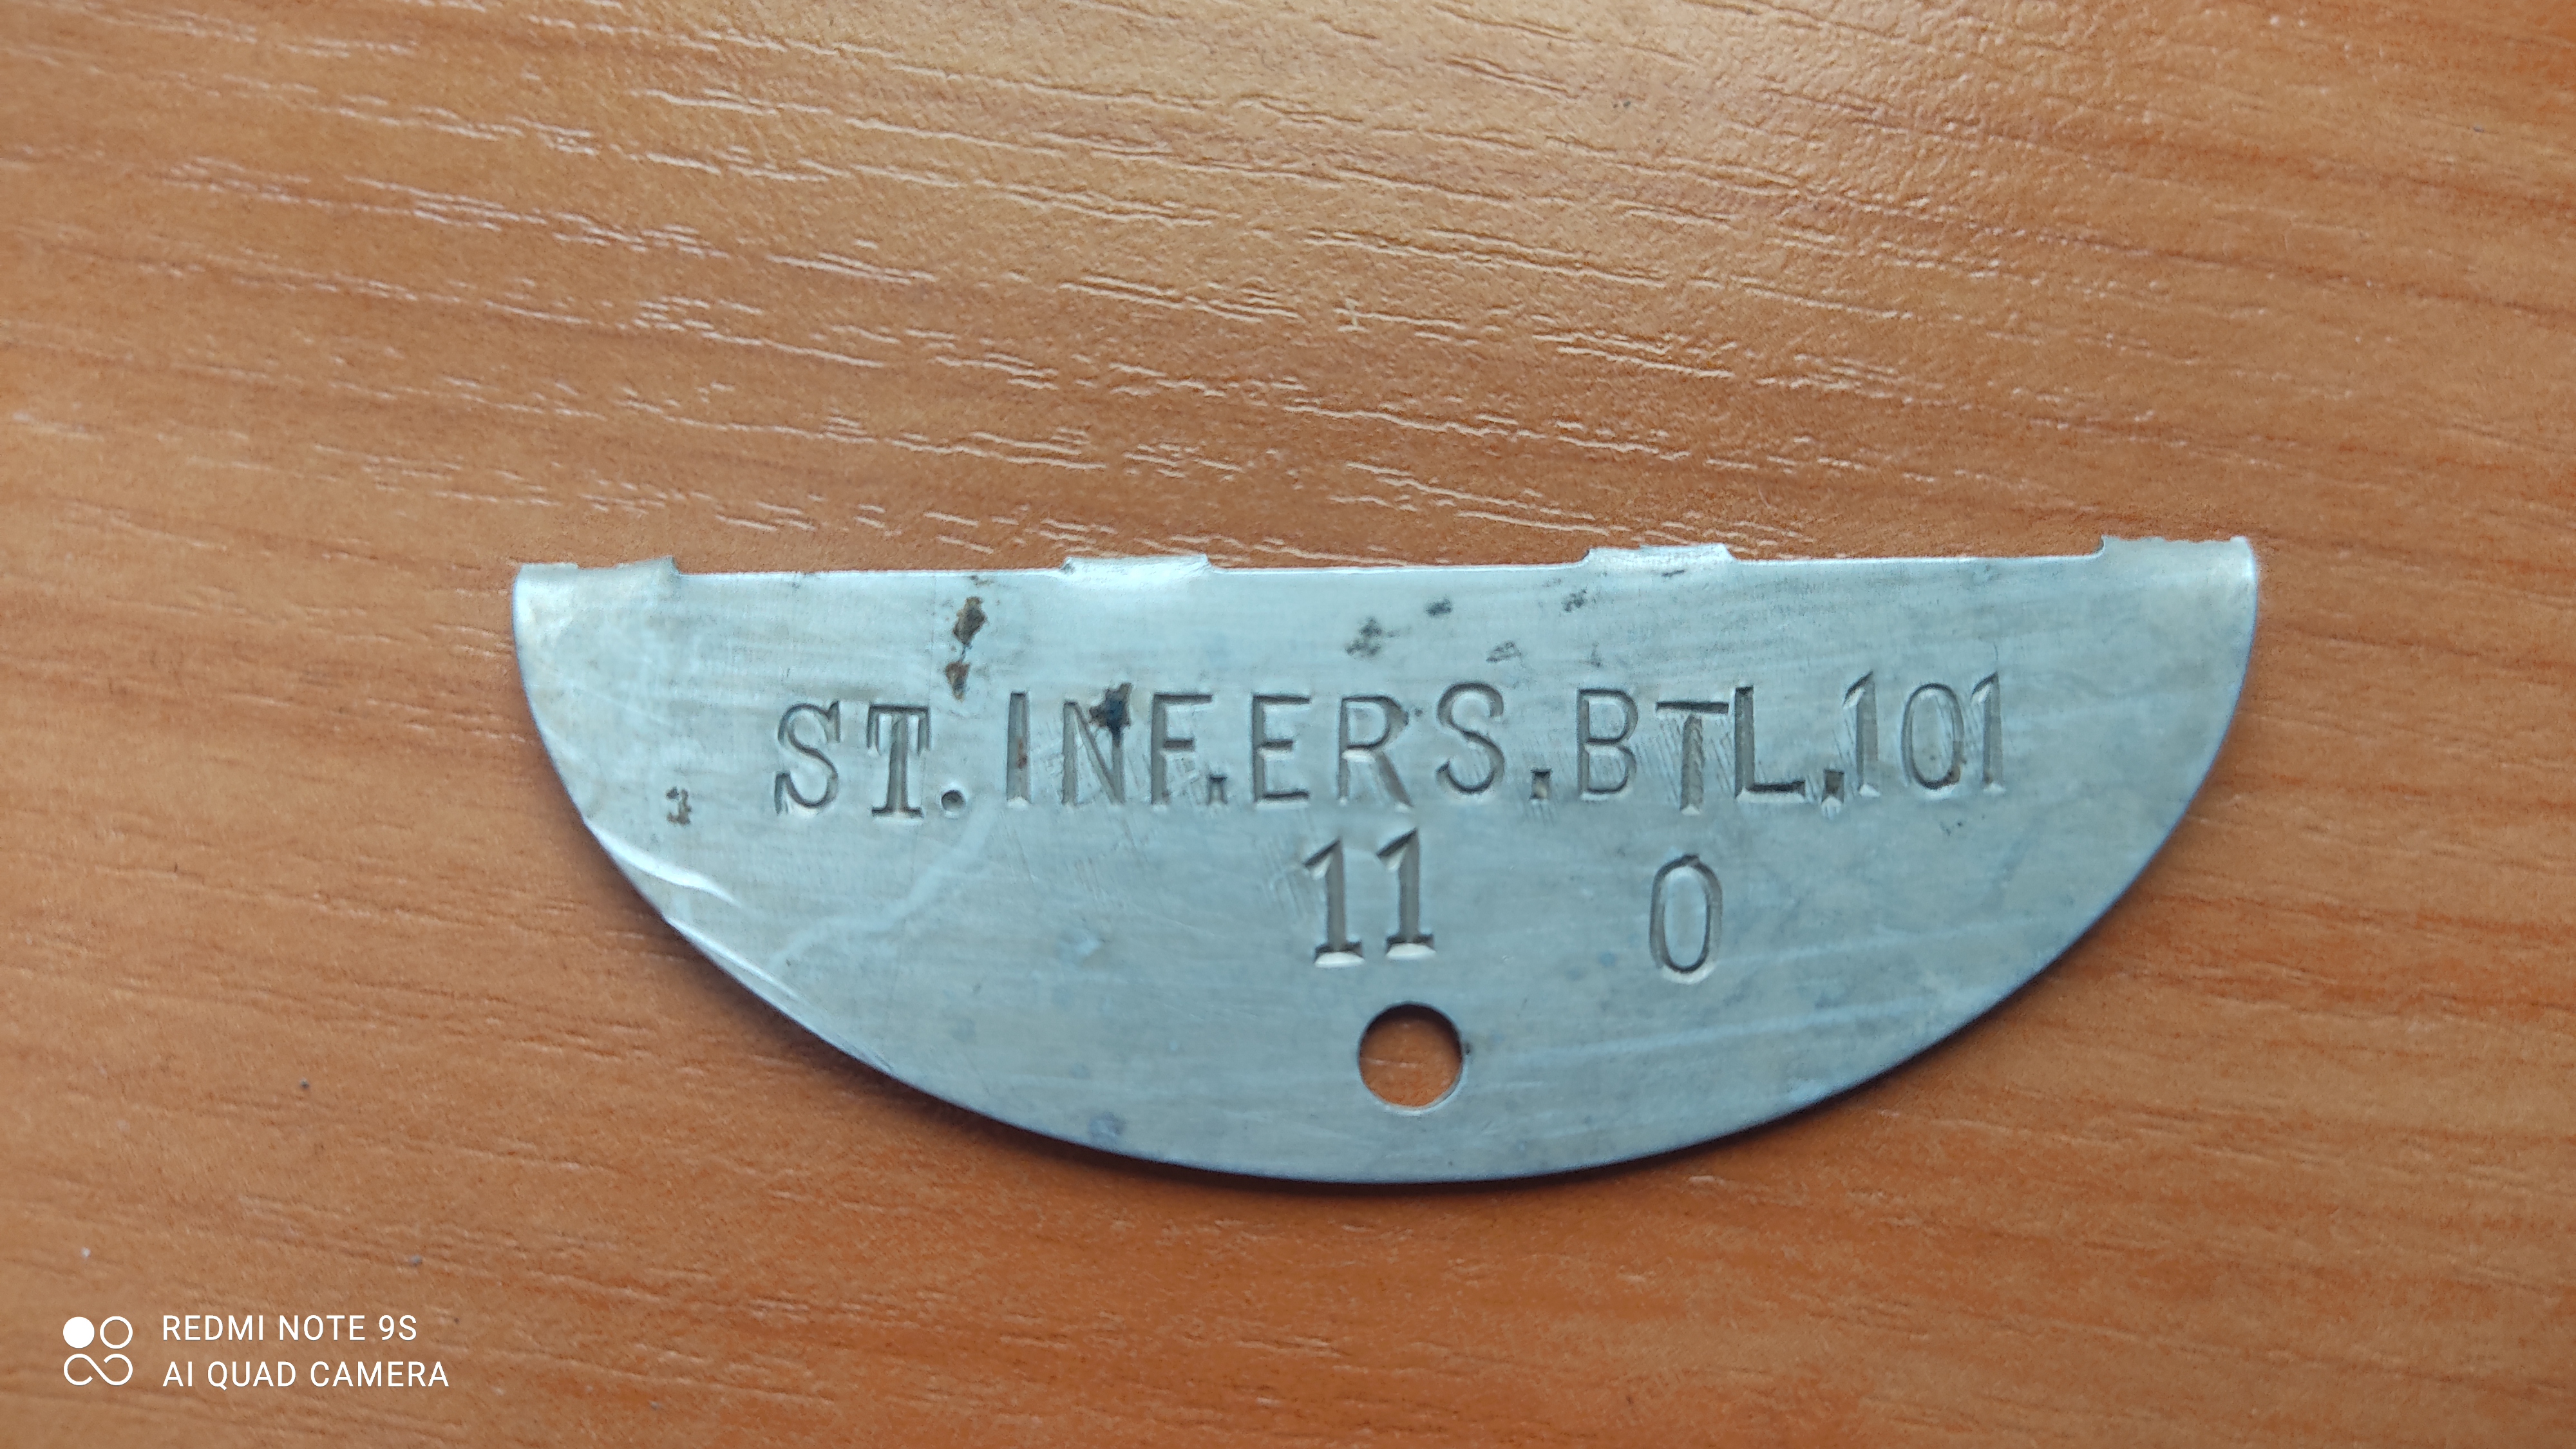 ST. INF.ERS.BTL.101
11 0
REDMI NOTE 9S
AI QUAD CAMERA